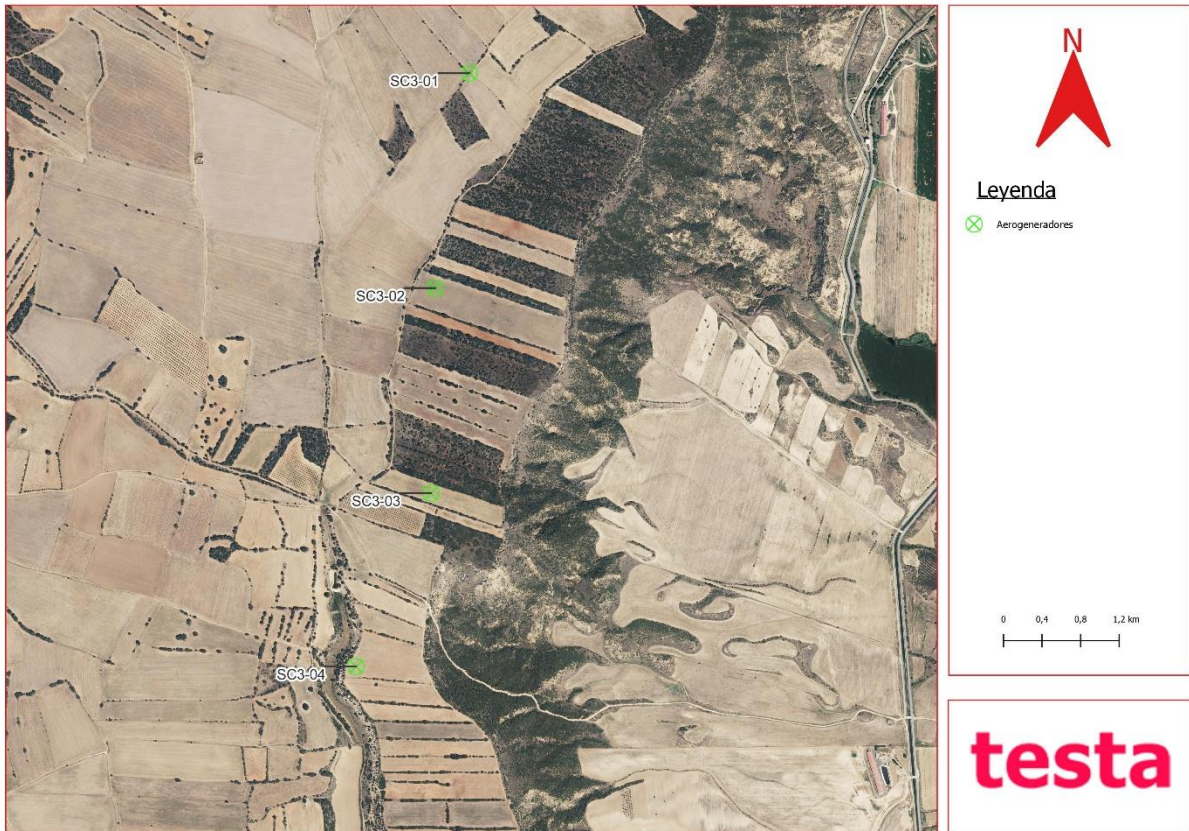 SC3-01
SC3-02
SC3-03
SC3-04
N
Leyenda
Aerogeneradores
0 0,4 0,8 1,2 km
testa